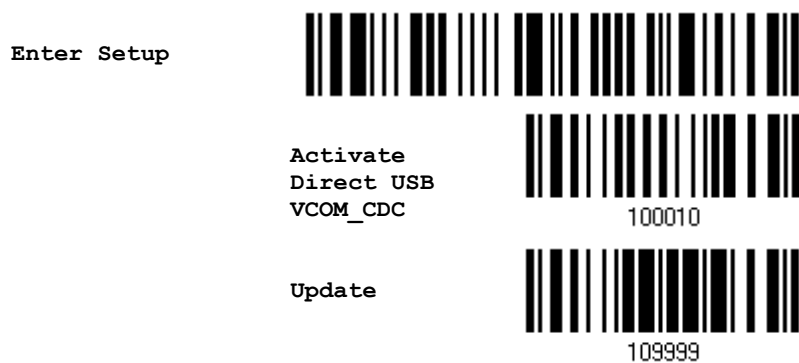 Enter Setup
Activate
Direct USB
VCOM_CDC
100010
Update
109999